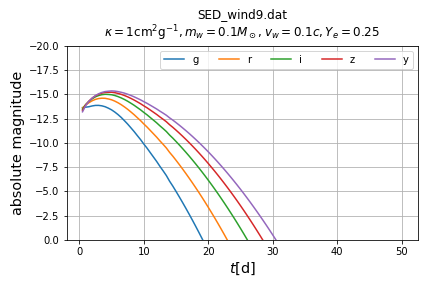 SED_wind9.dat
κ = 1cm²g⁻¹, m_w = 0.1M_⊙, v_w = 0.1c, Y_e = 0.25
g r i z y
−20.0
−17.5
−15.0
−12.5
−10.0
−7.5
−5.0
−2.5
0.0
absolute magnitude
0 10 20 30 40 50
t[d]